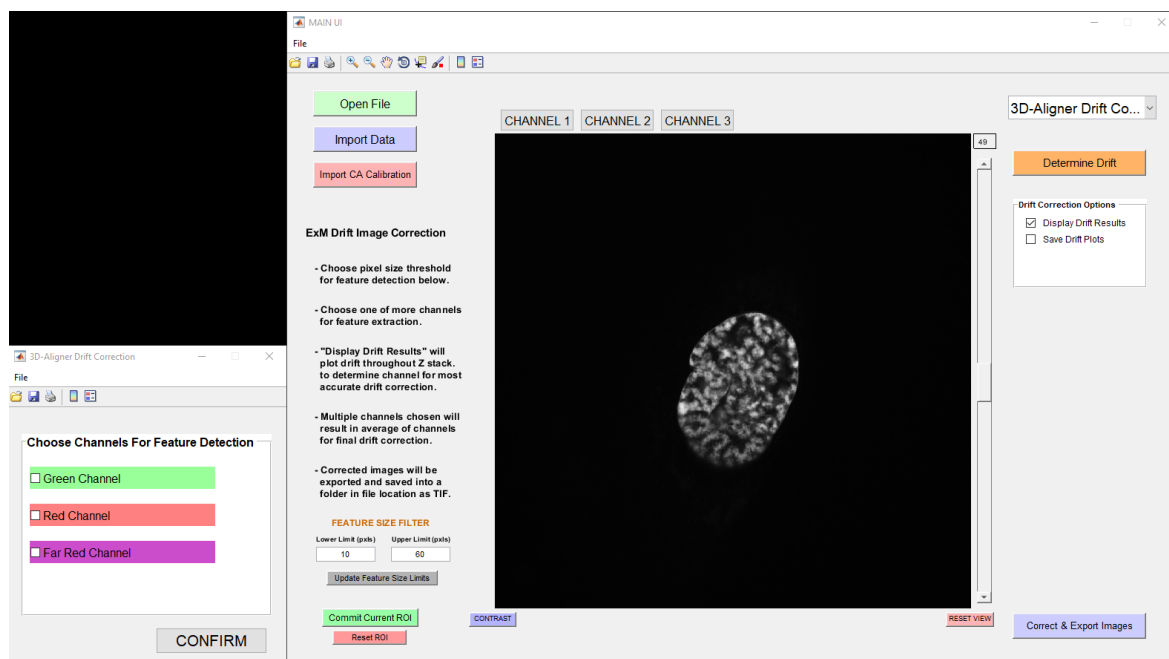 MAIN UI
File
Open File
Import Data
Import CA Calibration
CHANNEL 1 CHANNEL 2 CHANNEL 3
49
3D-Aligner Drift Co...
Determine Drift
Drift Correction Options
Display Drift Results
Save Drift Plots
ExM Drift Image Correction
- Choose pixel size threshold
for feature detection below.
- Choose one of more channels
for feature extraction.
- "Display Drift Results" will
plot drift throughout Z stack.
to determine channel for most
accurate drift correction.
- Multiple channels chosen will
result in average of channels
for final drift correction.
- Corrected images will be
exported and saved into a
folder in file location as TIF.
FEATURE SIZE FILTER
Lower Limit (pxls) Upper Limit (pxls)
10 60
Update Feature Size Limits
Commit Current ROI
Reset ROI
CONTRAST
RESET VIEW
Correct & Export Images
3D-Aligner Drift Correction
File
Choose Channels For Feature Detection
Green Channel
Red Channel
Far Red Channel
CONFIRM